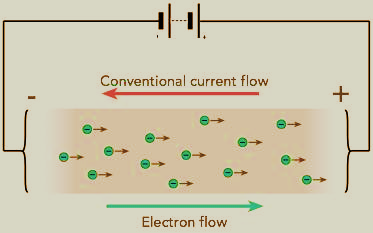 Conventional current flow
- +
Electron flow